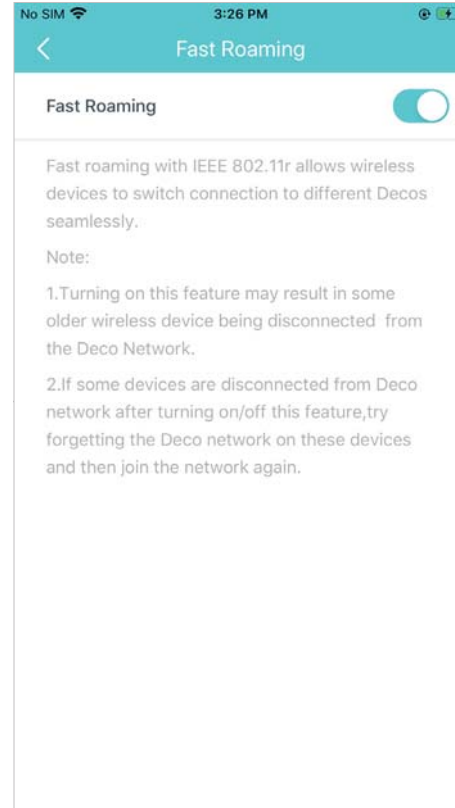 No SIM 3:26 PM
Fast Roaming
Fast Roaming
Fast roaming with IEEE 802.11r allows wireless
devices to switch connection to different Decos
seamlessly.
Note:
1.Turning on this feature may result in some
older wireless device being disconnected  from
the Deco Network.
2.If some devices are disconnected from Deco
network after turning on/off this feature,try
forgetting the Deco network on these devices
and then join the network again.